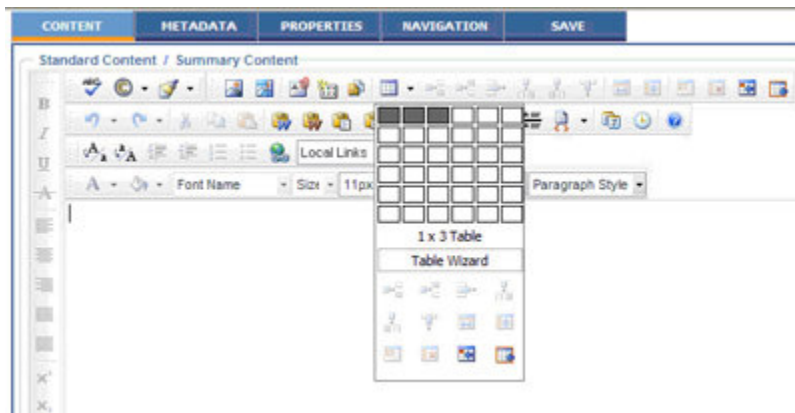 CONTENT METADATA PROPERTIES NAVIGATION SAVE
Standard Content / Summary Content
ABC
B
I
Local Links
U
A Font Name Size 11px Paragraph Style
1 x 3 Table
Table Wizard